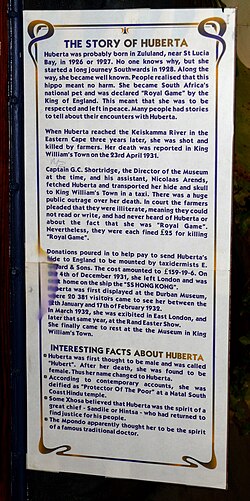 THE STORY OF HUBERTA
Huberta was probably born in Zululand, near St Lucia
Bay, in 1926 or 1927. No one knows why, but she
started a long journey Southwards in 1928. Along the
way, she became well known. People realised that this
hippo meant no harm. She became South Africa's
national pet and was declared "Royal Game" by the
King of England. This meant that she was to be
respected and left in peace. Many people had stories
to tell about their encounters with Huberta.
When Huberta reached the Keiskamma River in the
Eastern Cape three years later, she was shot and
killed by farmers. Her death was reported in King
William's Town on the 23rd April 1931.
Captain G.C. Shortridge, the Director of the Museum
at the time, and his assistant, Nicolaas Arends,
fetched Huberta and transported her hide and skull
to King William's Town in a taxi. There was a huge
public outrage over her death. In court the farmers
pleaded that they were illiterate, meaning they could
not read or write, and had never heard of Huberta or
about the fact that she was "Royal Game".
Nevertheless, they were each fined £25 for killing
"Royal Game".
Donations poured in to help pay to send Huberta's
hide to England to be mounted by taxidermists E.
& Sons. The cost amounted to £159-19-6. On
4th of December 1931, she left London and was
home on the ship the "SS HONG KONG".
Huberta was first displayed at the Durban Museum,
where 20 381 visitors came to see her between the
12th January and 17th of February 1932.
In March 1932, she was exibited in East London, and
later that same year, at the Rand Easter Show.
She finally came to rest at the the Museum in King
William's Town.
INTERESTING FACTS ABOUT HUBERTA
Huberta was first thought to be male and was called
"Hubert". After her death, she was found to be
female. Thus her name changed to Huberta.
According to contemporary accounts, she was
deified as "Protector Of The Poor" at a Natal South
Coast Hindu temple.
Some Xhosa believed that Huberta was the spirit of a
great chief - Sandile or Hintsa - who had returned to
find justice for his people.
The Mpondo apparently thought her to be the spirit
of a famous traditional doctor.